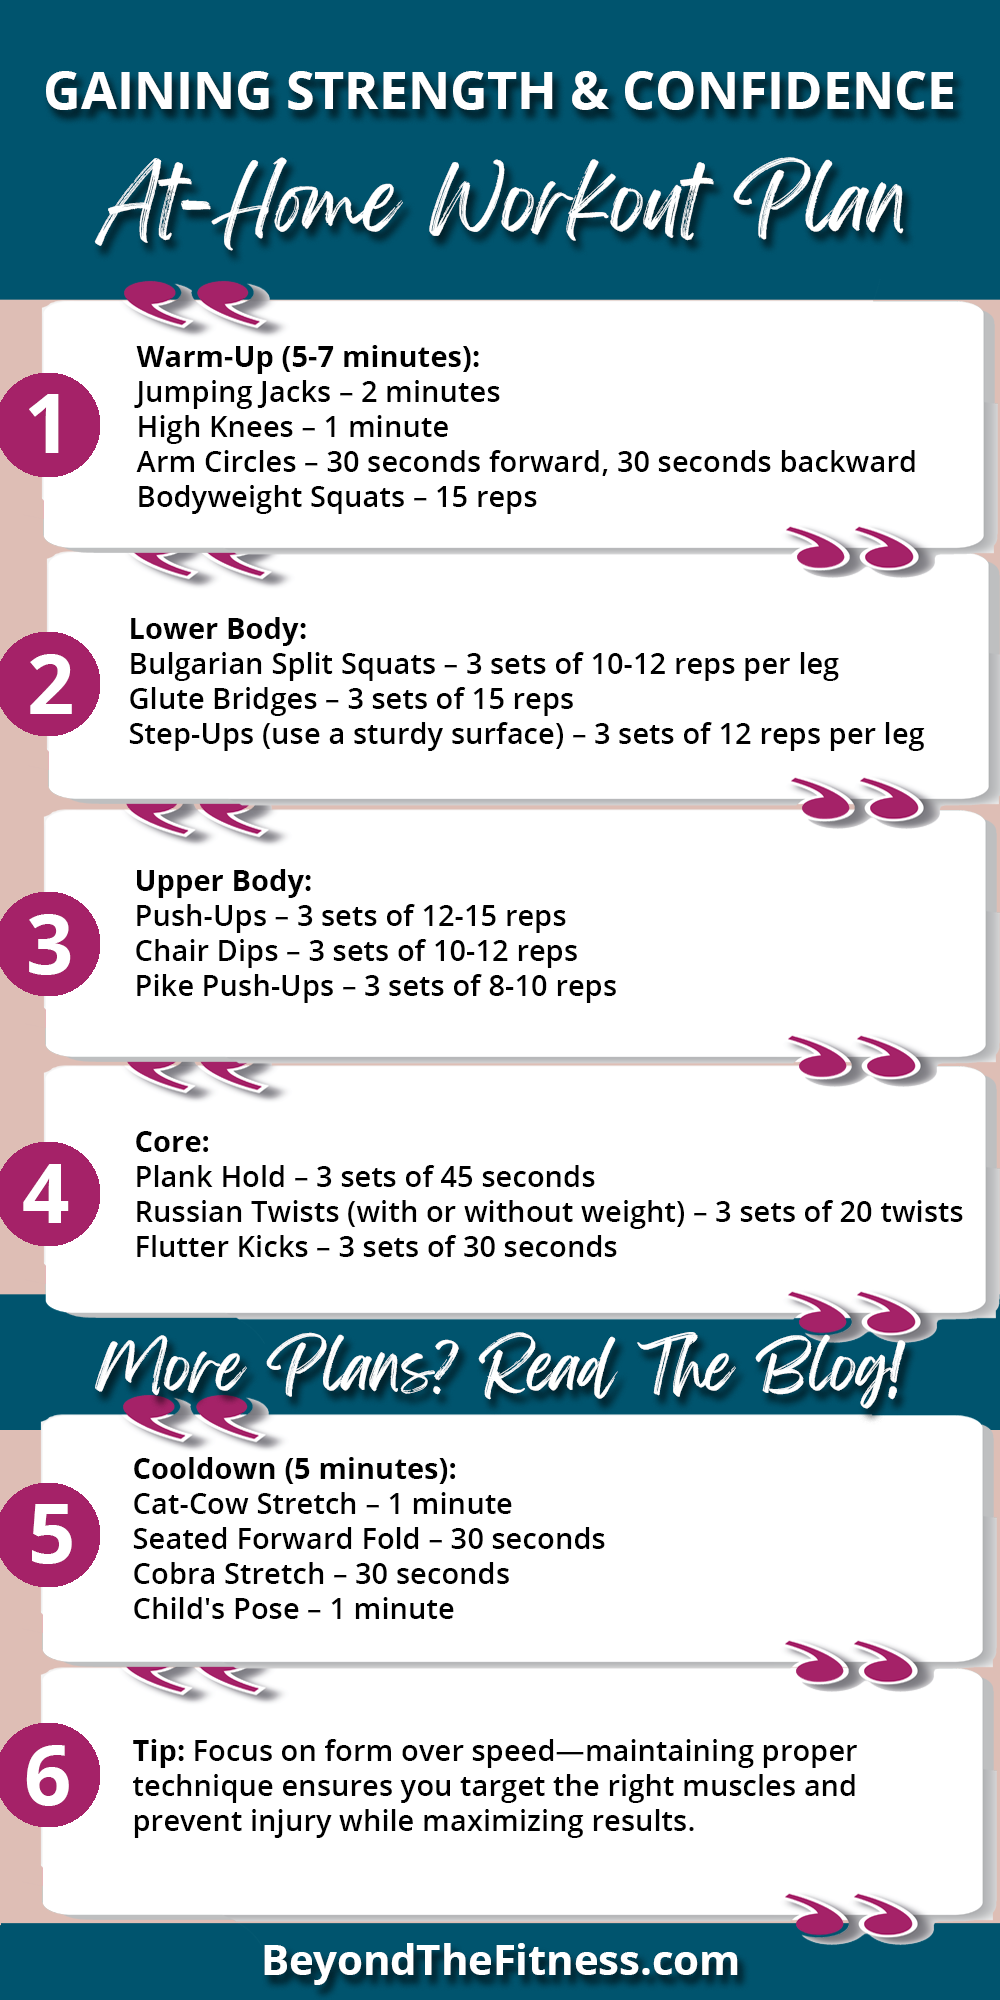 GAINING STRENGTH & CONFIDENCE
At-Home Workout Plan
1
Warm-Up (5-7 minutes):
Jumping Jacks – 2 minutes
High Knees – 1 minute
Arm Circles – 30 seconds forward, 30 seconds backward
Bodyweight Squats – 15 reps
2
Lower Body:
Bulgarian Split Squats – 3 sets of 10-12 reps per leg
Glute Bridges – 3 sets of 15 reps
Step-Ups (use a sturdy surface) – 3 sets of 12 reps per leg
3
Upper Body:
Push-Ups – 3 sets of 12-15 reps
Chair Dips – 3 sets of 10-12 reps
Pike Push-Ups – 3 sets of 8-10 reps
4
Core:
Plank Hold – 3 sets of 45 seconds
Russian Twists (with or without weight) – 3 sets of 20 twists
Flutter Kicks – 3 sets of 30 seconds
More Plans? Read The Blog!
5
Cooldown (5 minutes):
Cat-Cow Stretch – 1 minute
Seated Forward Fold – 30 seconds
Cobra Stretch – 30 seconds
Child's Pose – 1 minute
6
Tip: Focus on form over speed—maintaining proper
technique ensures you target the right muscles and
prevent injury while maximizing results.
BeyondTheFitness.com